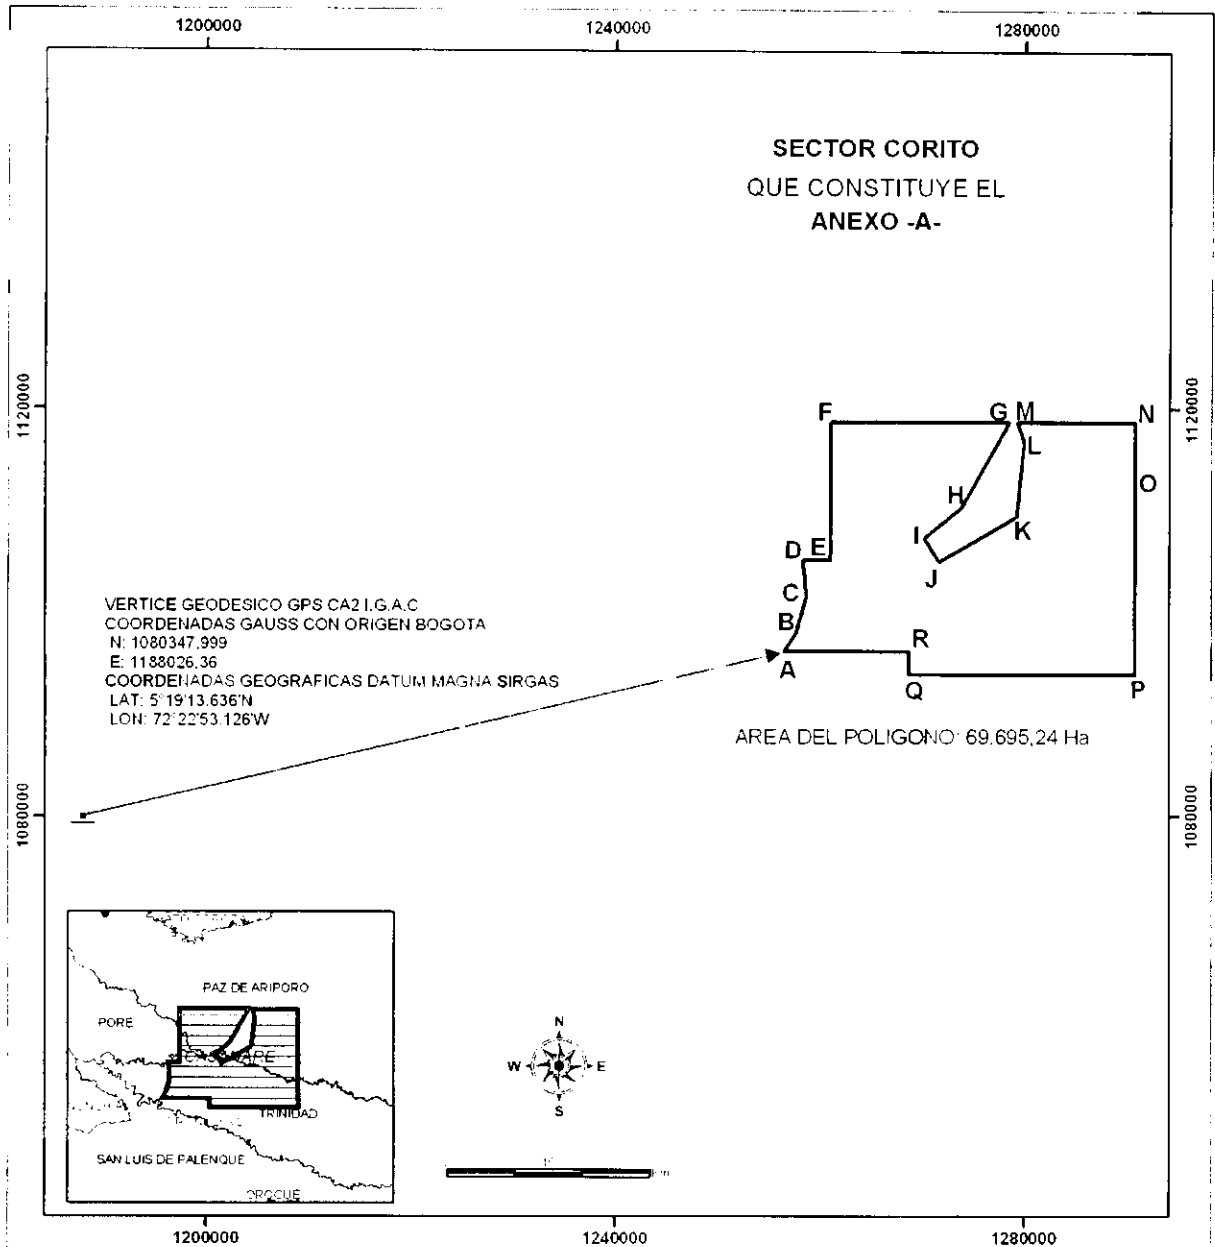 1200000
1240000
1280000
SECTOR CORITO
QUE CONSTITUYE EL
ANEXO -A-
1120000
1120000
F
G
M
N
L
O
H
K
I
J
D
E
C
B
A
R
Q
P
VERTICE GEODESICO GPS CA2 I.G.A.C
COORDENADAS GAUSS CON ORIGEN BOGOTA
N: 1080347,999
E: 1188026,36
COORDENADAS GEOGRAFICAS DATUM MAGNA SIRGAS
LAT: 5°19'13.636"N
LON: 72°22'53.126"W
AREA DEL POLIGONO: 69.695,24 Ha
1080000
1080000
PAZ DE ARIPORO
PORE
CASANARE
TRINIDAD
SAN LUIS DE PALENQUE
OROCUE
N
W
E
S
1200000
1240000
1280000